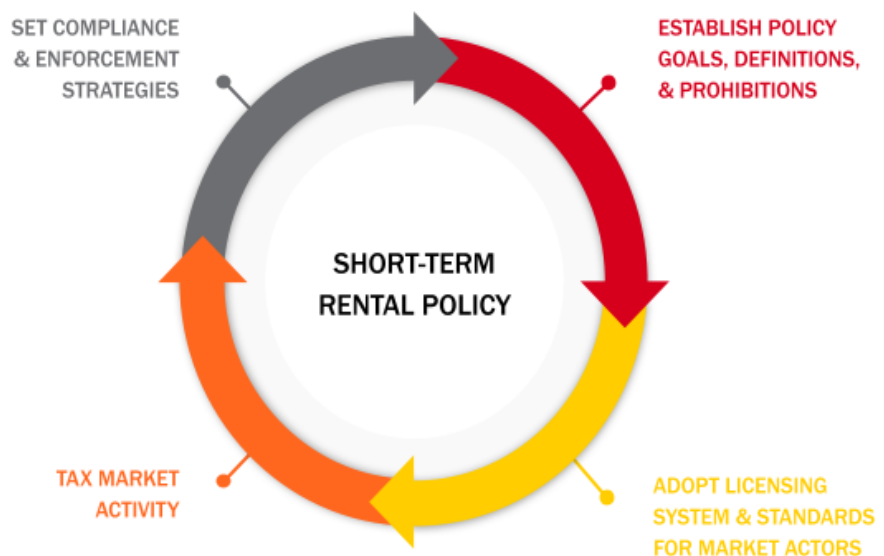 SET COMPLIANCE
& ENFORCEMENT
STRATEGIES
ESTABLISH POLICY
GOALS, DEFINITIONS,
& PROHIBITIONS
SHORT-TERM
RENTAL POLICY
TAX MARKET
ACTIVITY
ADOPT LICENSING
SYSTEM & STANDARDS
FOR MARKET ACTORS